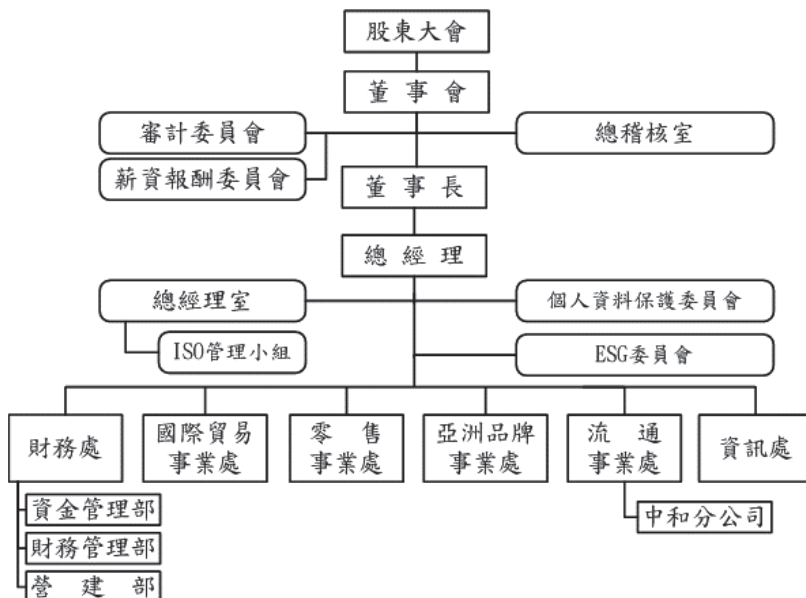 股東大會
董事會
審計委員會
總稽核室
薪資報酬委員會
董事長
總經理
總經理室
個人資料保護委員會
ISO管理小組
ESG委員會
財務處
國際貿易
事業處
零售
事業處
亞洲品牌
事業處
流通
事業處
資訊處
資金管理部
中和分公司
財務管理部
營建部